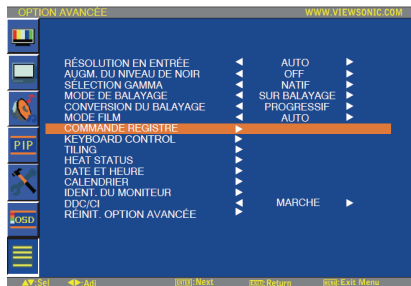 OPTION AVANCÉE WWW.VIEWSONIC.COM
RÉSOLUTION EN ENTRÉE AUTO
AUGM. DU NIVEAU DE NOIR OFF
SÉLECTION GAMMA NATIF
MODE DE BALAYAGE SUR BALAYAGE
CONVERSION DU BALAYAGE PROGRESSIF
MODE FILM AUTO
COMMANDE REGISTRE
KEYBOARD CONTROL
TILING
HEAT STATUS
DATE ET HEURE
CALENDRIER
IDENT. DU MONITEUR
DDC/CI MARCHE
RÉINIT. OPTION AVANCÉE
PIP
OSD
:Sel :Adj ENTER:Next EXIT:Return MENU:Exit Menu